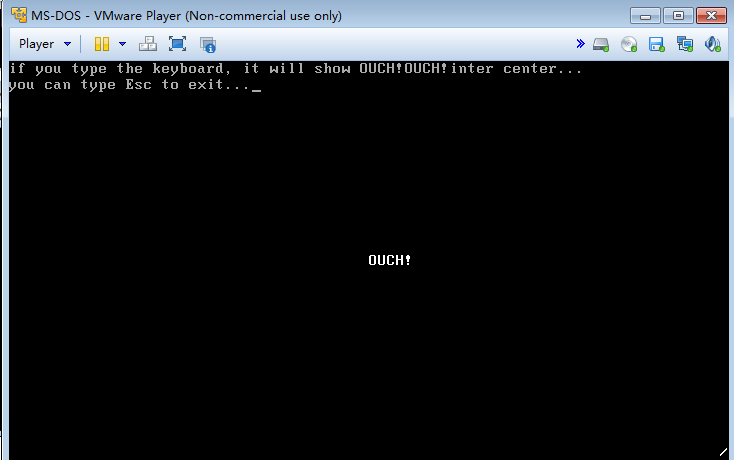 MS-DOS - VMware Player (Non-commercial use only)
Player
if you type the keyboard, it will show OUCH!OUCH!inter center...
you can type Esc to exit..._
OUCH!